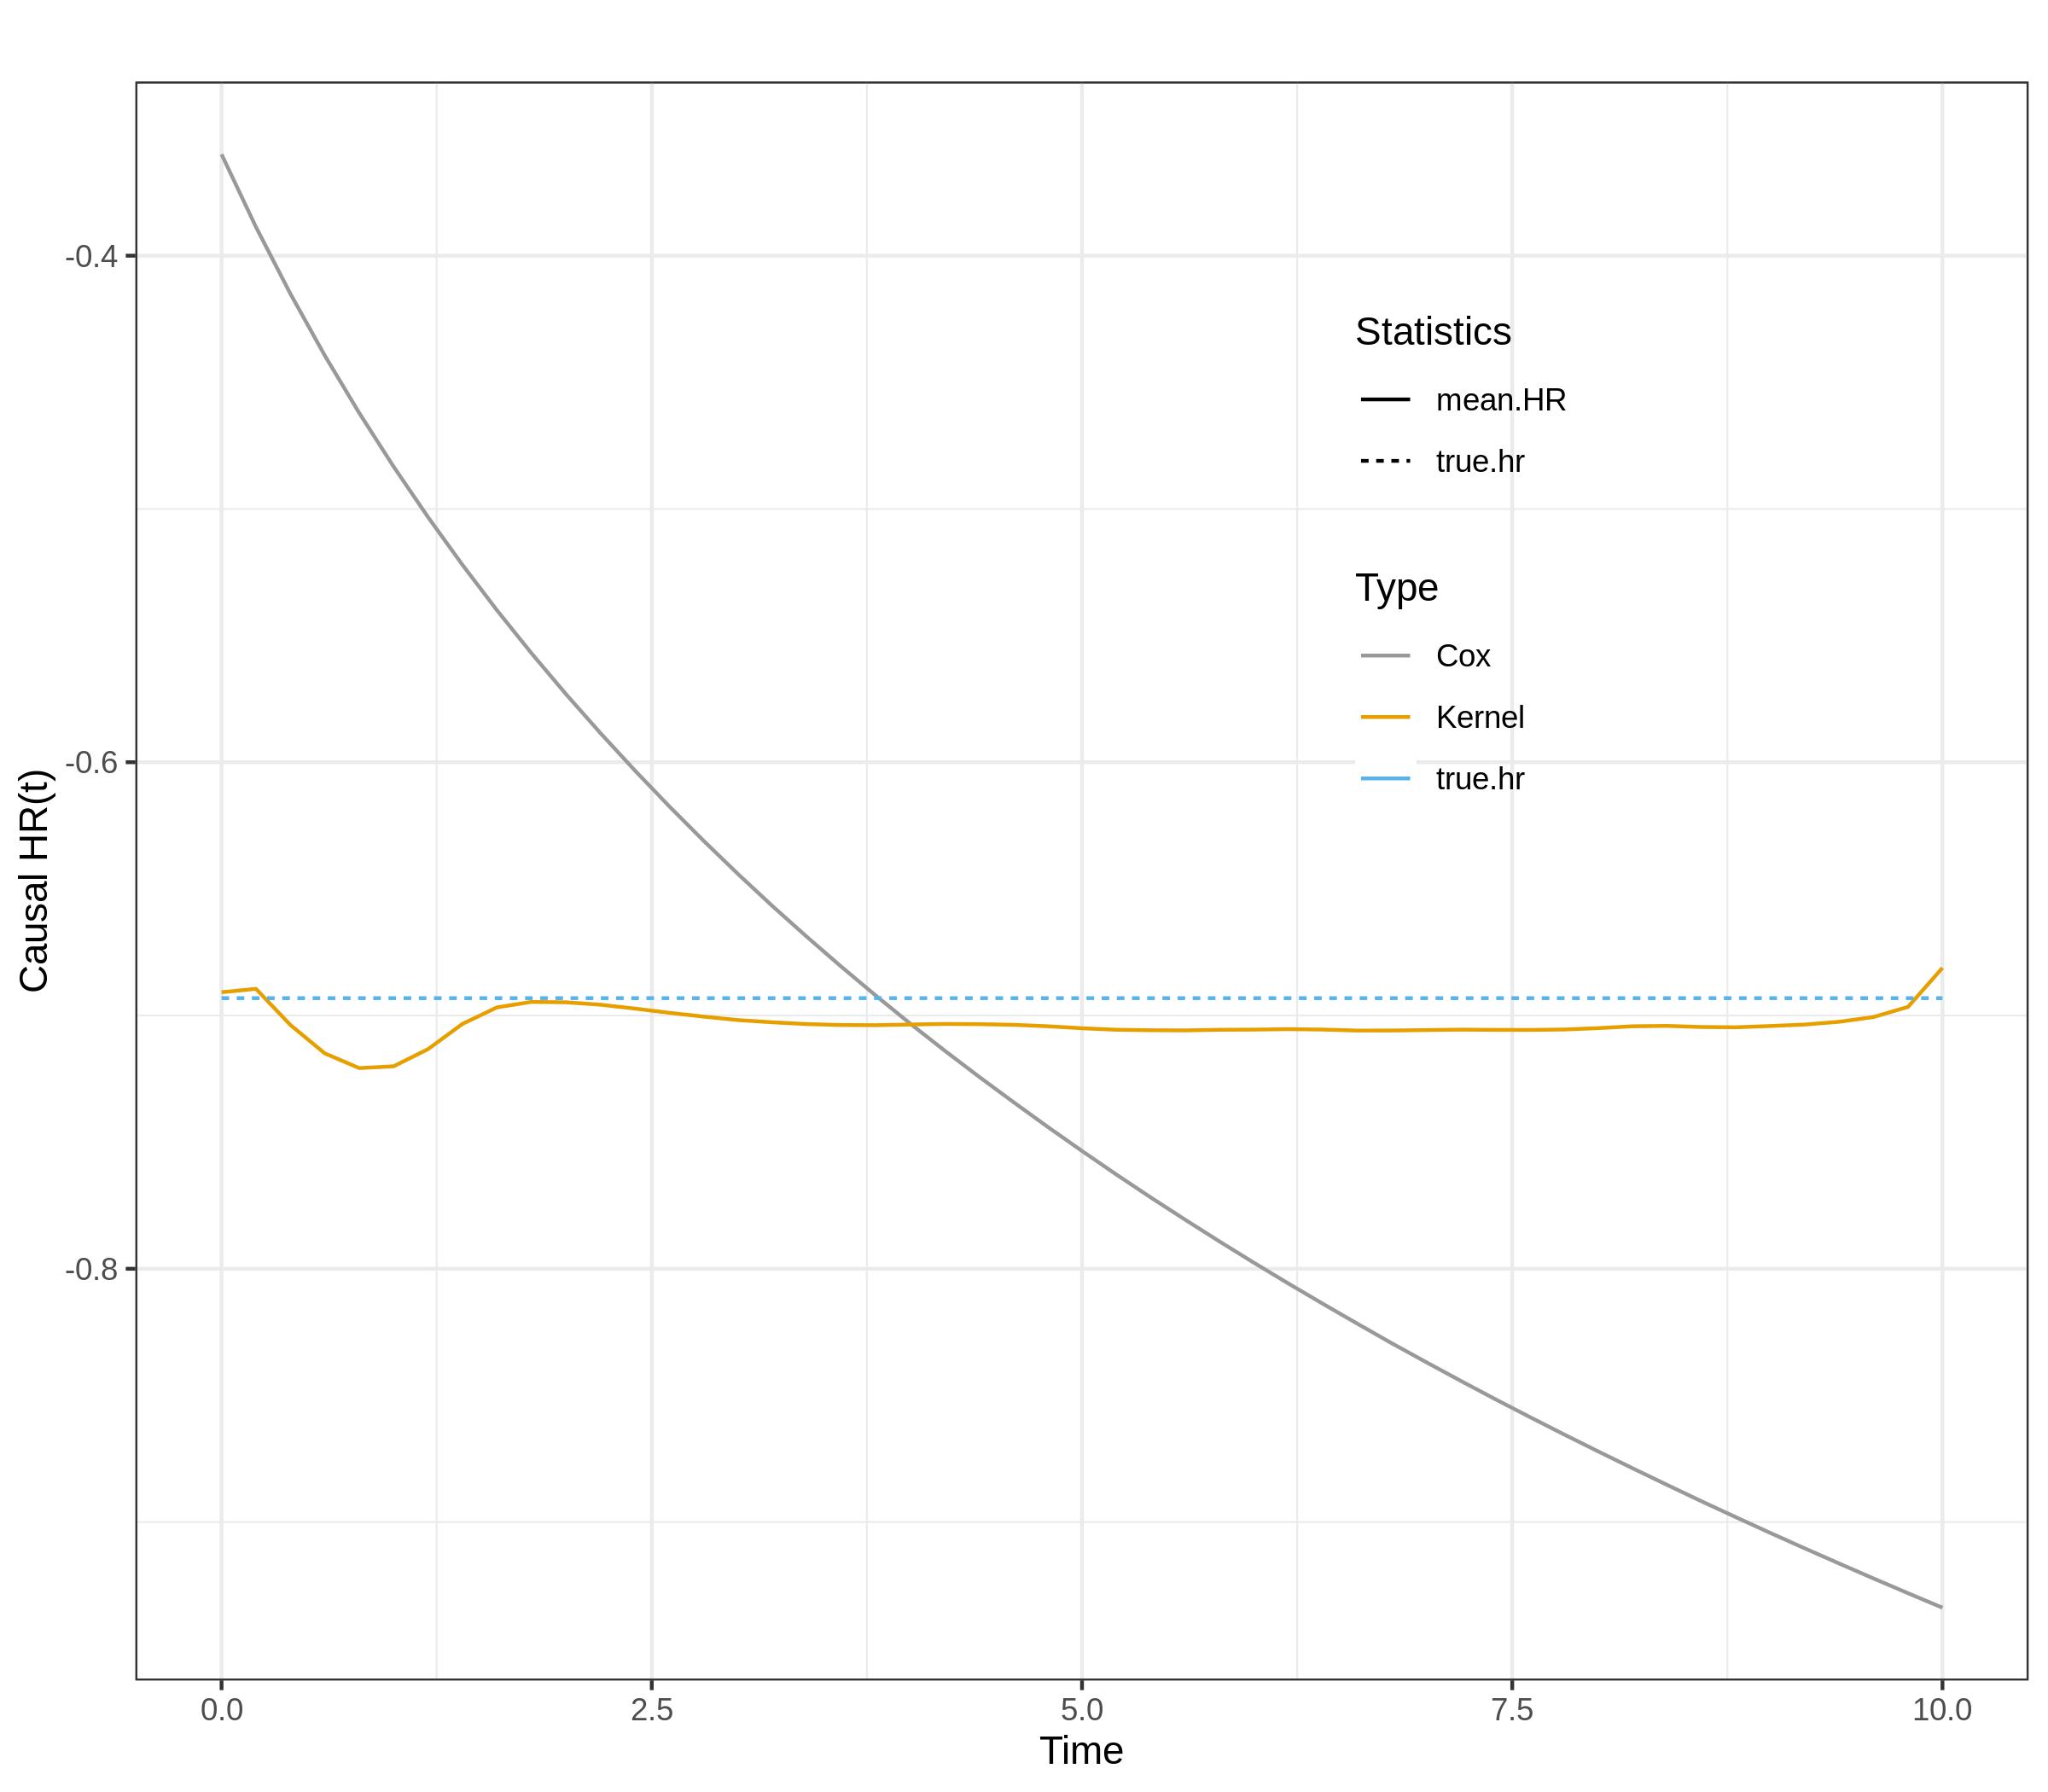 Causal HR(t)
-0.4
-0.6
-0.8
Statistics
mean.HR
true.hr
Type
Cox
Kernel
true.hr
0.0 2.5 5.0 7.5 10.0
Time